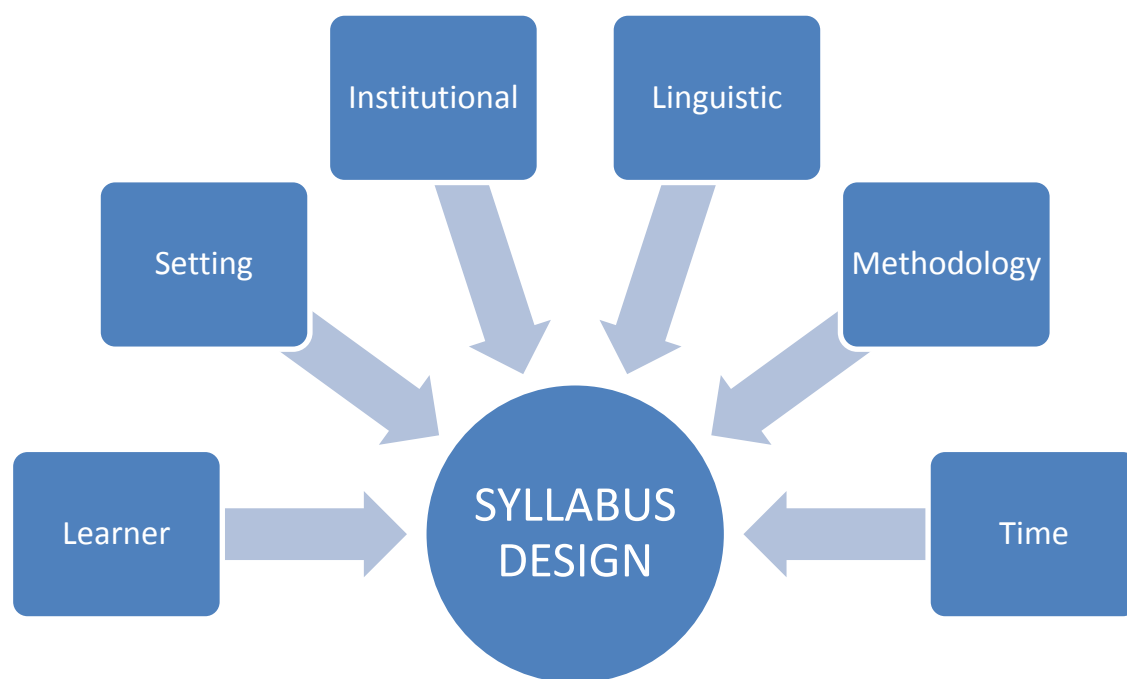 Institutional
Linguistic
Setting
Methodology
Learner
SYLLABUS
DESIGN
Time